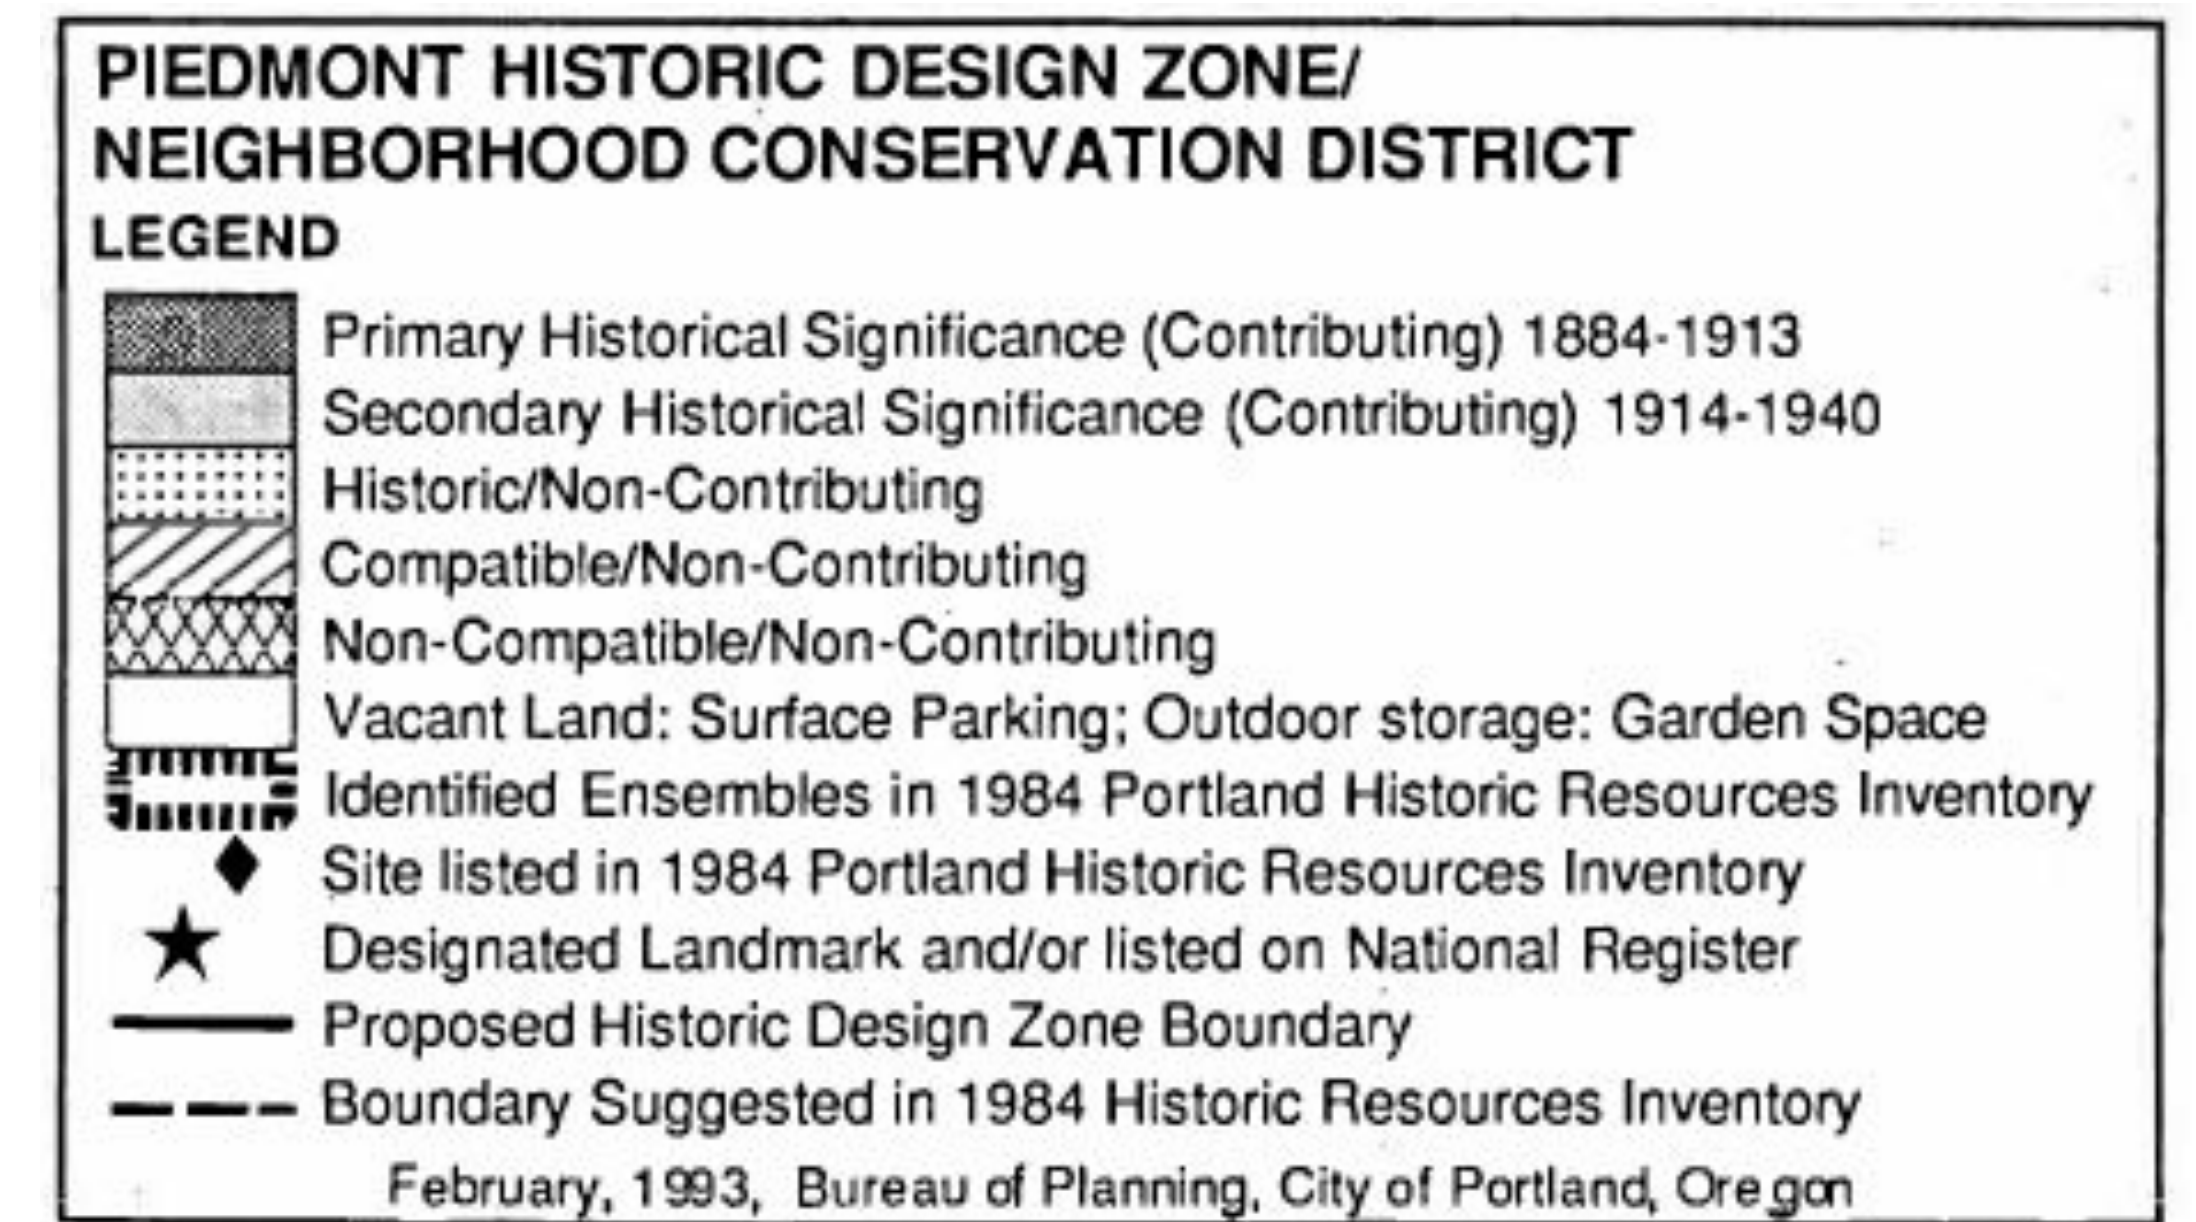 PIEDMONT HISTORIC DESIGN ZONE/
NEIGHBORHOOD CONSERVATION DISTRICT
LEGEND
Primary Historical Significance (Contributing) 1884-1913
Secondary Historical Significance (Contributing) 1914-1940
Historic/Non-Contributing
Compatible/Non-Contributing
Non-Compatible/Non-Contributing
Vacant Land: Surface Parking; Outdoor storage: Garden Space
Identified Ensembles in 1984 Portland Historic Resources Inventory
Site listed in 1984 Portland Historic Resources Inventory
Designated Landmark and/or listed on National Register
Proposed Historic Design Zone Boundary
Boundary Suggested in 1984 Historic Resources Inventory
February, 1993, Bureau of Planning, City of Portland, Oregon